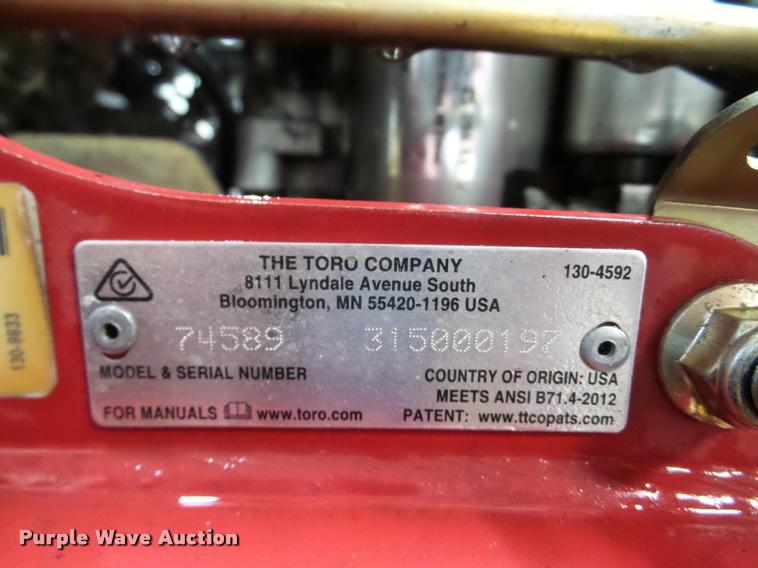 THE TORO COMPANY
8111 Lyndale Avenue South
Bloomington, MN 55420-1196 USA
130-4592
74589 315000197
MODEL & SERIAL NUMBER
COUNTRY OF ORIGIN: USA
MEETS ANSI B71.4-2012
FOR MANUALS www.toro.com
PATENT: www.ttcopats.com
130-9833
Purple Wave Auction